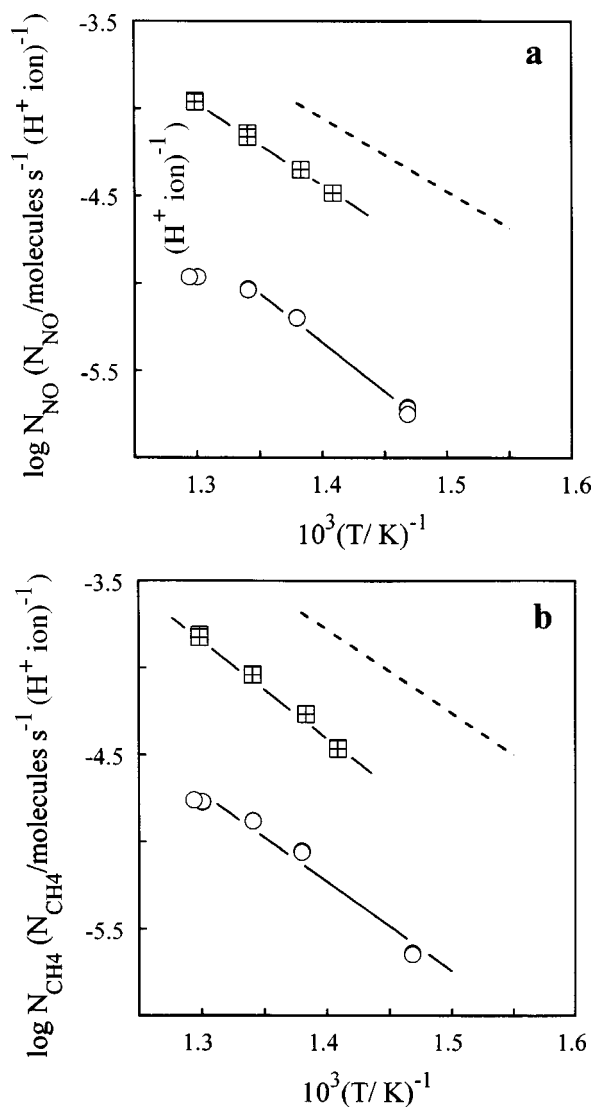 a
log N_NO (N_NO/molecules s^-1 (H^+ ion)^-1
(H^+ ion)^-1)
-3.5
-4.5
-5.5
1.3 1.4 1.5 1.6
10^3(T/ K)^-1
b
log N_CH4 (N_CH4/molecules s^-1 (H^+ ion)^-1
-3.5
-4.5
-5.5
1.3 1.4 1.5 1.6
10^3(T/ K)^-1